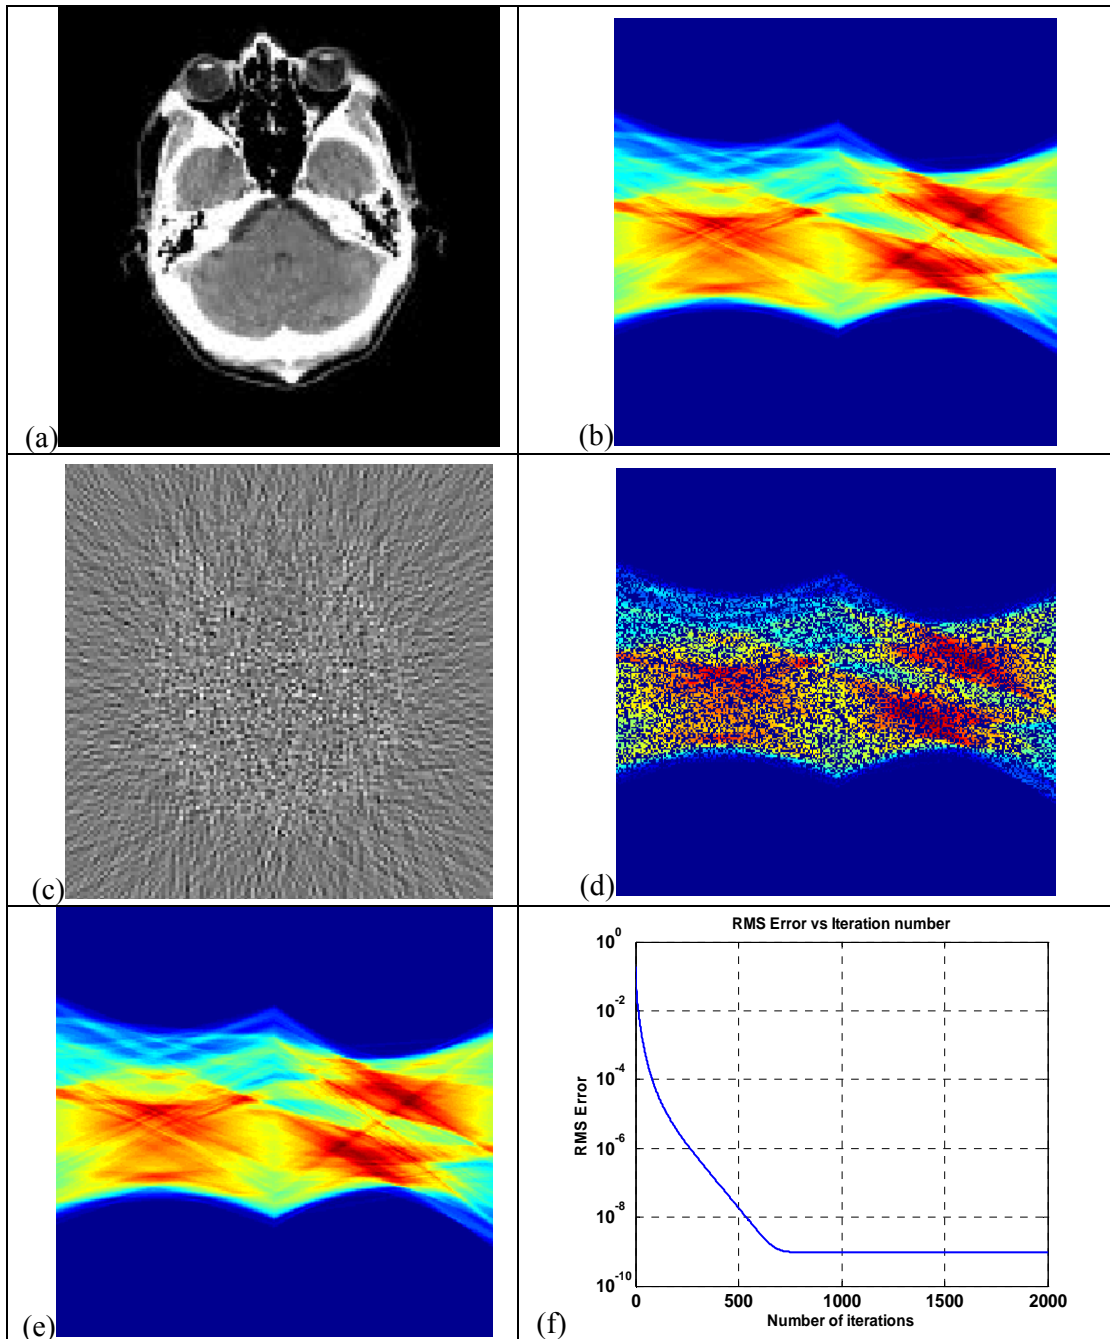 (a)
(b)
(c)
(d)
(e)
(f)
RMS Error vs Iteration number
RMS Error
10^0
10^-2
10^-4
10^-6
10^-8
10^-10
0 500 1000 1500 2000
Number of iterations